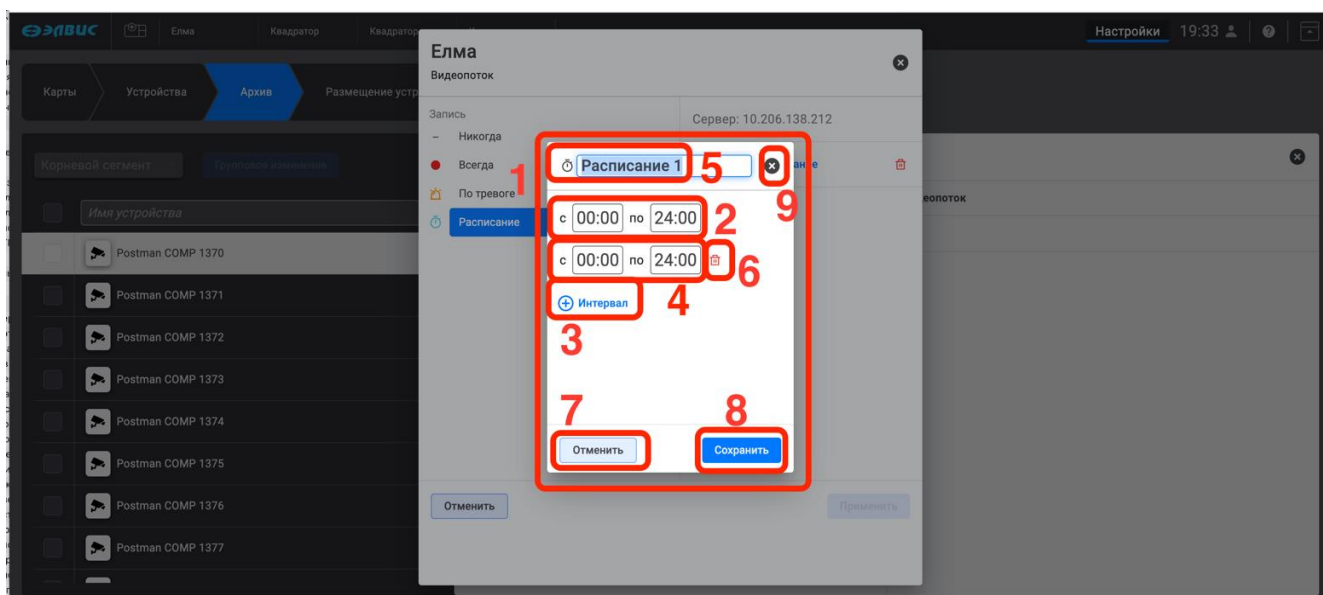 ЭЛВИС Елма Квадратор Квадратор Настройки 19:33
Карты Устройства Архив Размещение устр
Корневой сегмент Групповое изменение
Имя устройства
Postman COMP 1370
Postman COMP 1371
Postman COMP 1372
Postman COMP 1373
Postman COMP 1374
Postman COMP 1375
Postman COMP 1376
Postman COMP 1377
Елма
Видеопоток
Запись
Никогда
Всегда
По тревоге
Расписание
Сервер: 10.206.138.212
1
Расписание 1 5
9
с 00:00 по 24:00 2
с 00:00 по 24:00 6
Интервал 4
3
7 8
Отменить Сохранить
Отменить Применить